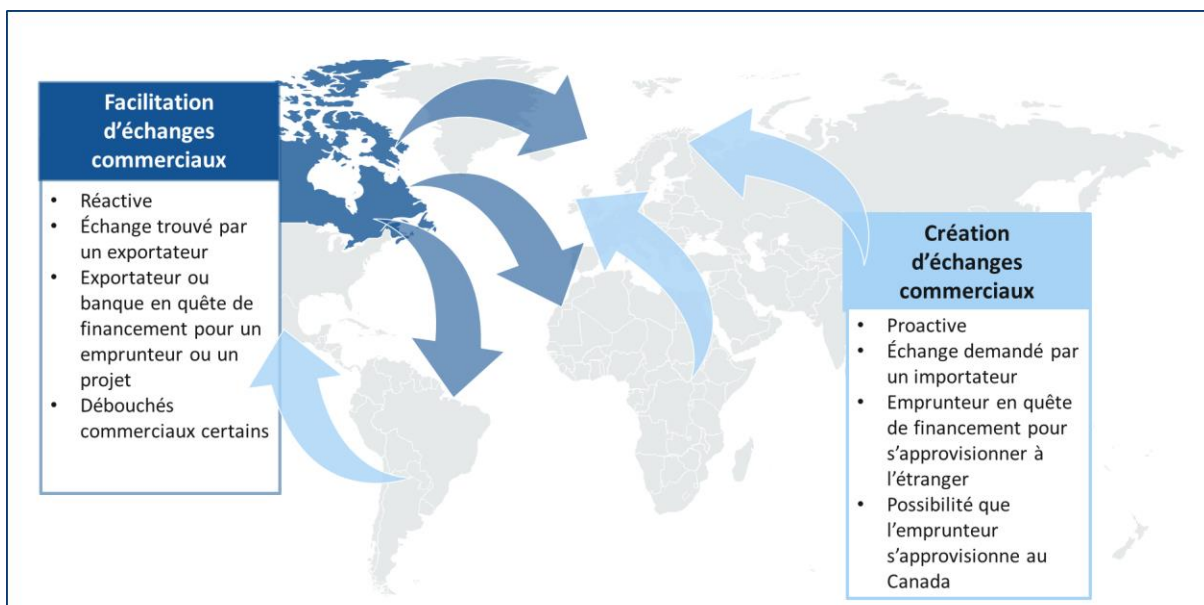 Facilitation
d’échanges
commerciaux
• Réactive
• Échange trouvé par
un exportateur
• Exportateur ou
banque en quête de
financement pour un
emprunteur ou un
projet
• Débouchés
commerciaux certains
Création
d’échanges
commerciaux
• Proactive
• Échange demandé par
un importateur
• Emprunteur en quête
de financement pour
s’approvisionner à
l’étranger
• Possibilité que
l’emprunteur
s’approvisionne au
Canada